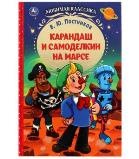 ЛЮБИМАЯ КЛАССИКА
В. Ю. Постников
КАРАНДАШ
И САМОДЕЛКИН
НА МАРСЕ